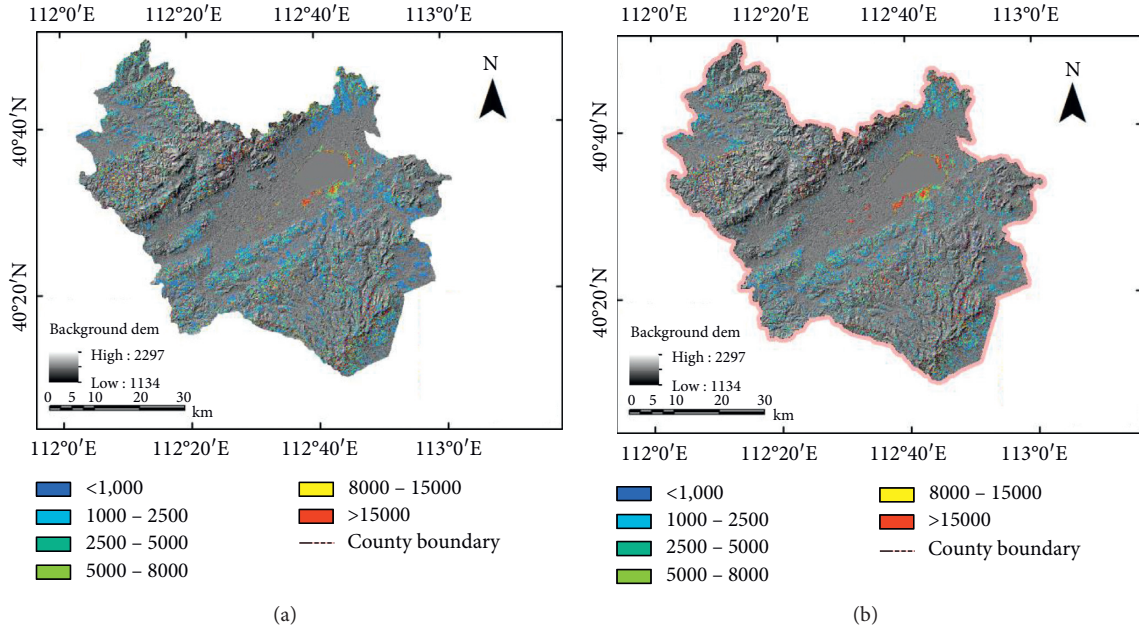 112°0′E 112°20′E 112°40′E 113°0′E
N
40°40′N
40°20′N
Background dem
High : 2297
Low : 1134
0 5 10 20 30
km
112°0′E 112°20′E 112°40′E 113°0′E
<1,000
1000 – 2500
2500 – 5000
5000 – 8000
8000 – 15000
>15000
County boundary
(a)
112°0′E 112°20′E 112°40′E 113°0′E
N
40°40′N
40°20′N
Background dem
High : 2297
Low : 1134
0 5 10 20 30
km
112°0′E 112°20′E 112°40′E 113°0′E
<1,000
1000 – 2500
2500 – 5000
5000 – 8000
8000 – 15000
>15000
County boundary
(b)